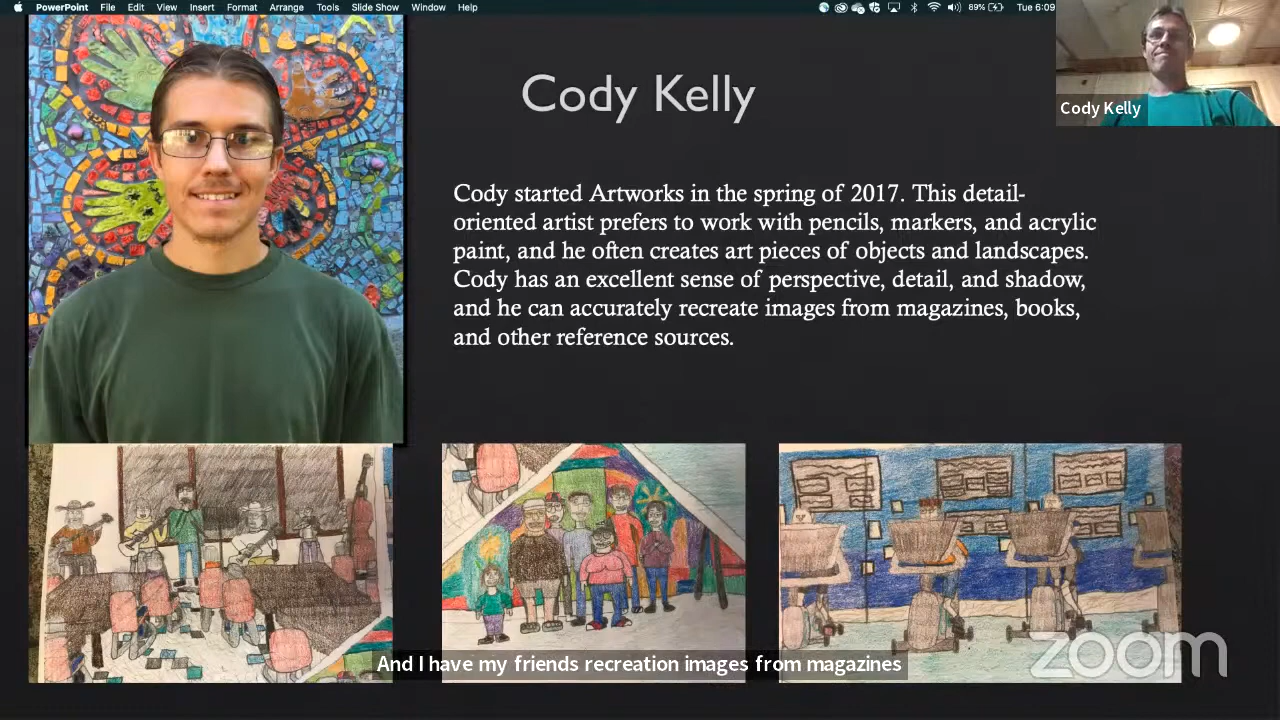 PowerPoint File Edit View Insert Format Arrange Tools Slide Show Window Help 89% Tue 6:09
Cody Kelly
Cody Kelly
Cody started Artworks in the spring of 2017. This detail-
oriented artist prefers to work with pencils, markers, and acrylic
paint, and he often creates art pieces of objects and landscapes.
Cody has an excellent sense of perspective, detail, and shadow,
and he can accurately recreate images from magazines, books,
and other reference sources.
And I have my friends recreation images from magazines
zoom